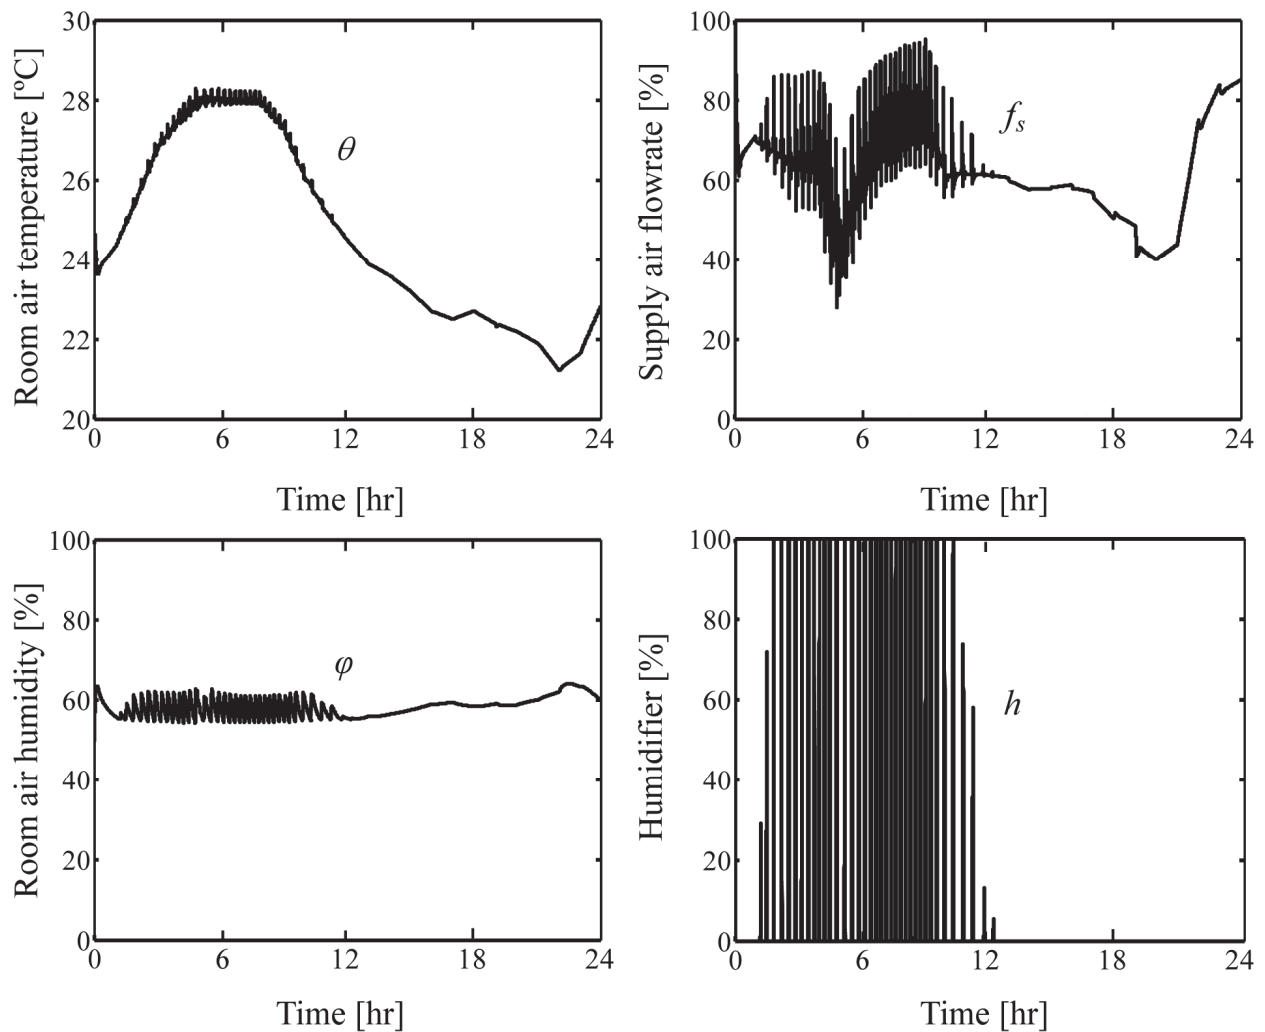 Room air temperature [ºC]
30
28
26
24
22
20
θ
0 6 12 18 24
Time [hr]
Supply air flowrate [%]
100
80
60
40
20
0
fs
0 6 12 18 24
Time [hr]
Room air humidity [%]
100
80
60
40
20
0
φ
0 6 12 18 24
Time [hr]
Humidifier [%]
100
80
60
40
20
0
h
0 6 12 18 24
Time [hr]